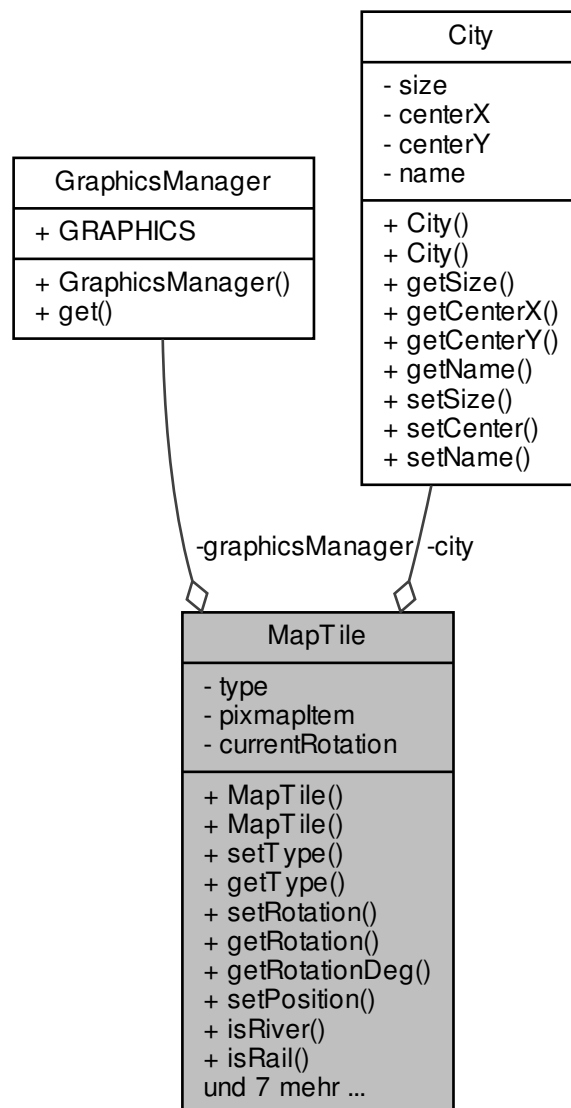 City
- size
- centerX
- centerY
- name
+ City()
+ City()
+ getSize()
+ getCenterX()
+ getCenterY()
+ getName()
+ setSize()
+ setCenter()
+ setName()
GraphicsManager
+ GRAPHICS
+ GraphicsManager()
+ get()
-graphicsManager
-city
MapTile
- type
- pixmapItem
- currentRotation
+ MapTile()
+ MapTile()
+ setType()
+ getType()
+ setRotation()
+ getRotation()
+ getRotationDeg()
+ setPosition()
+ isRiver()
+ isRail()
und 7 mehr ...